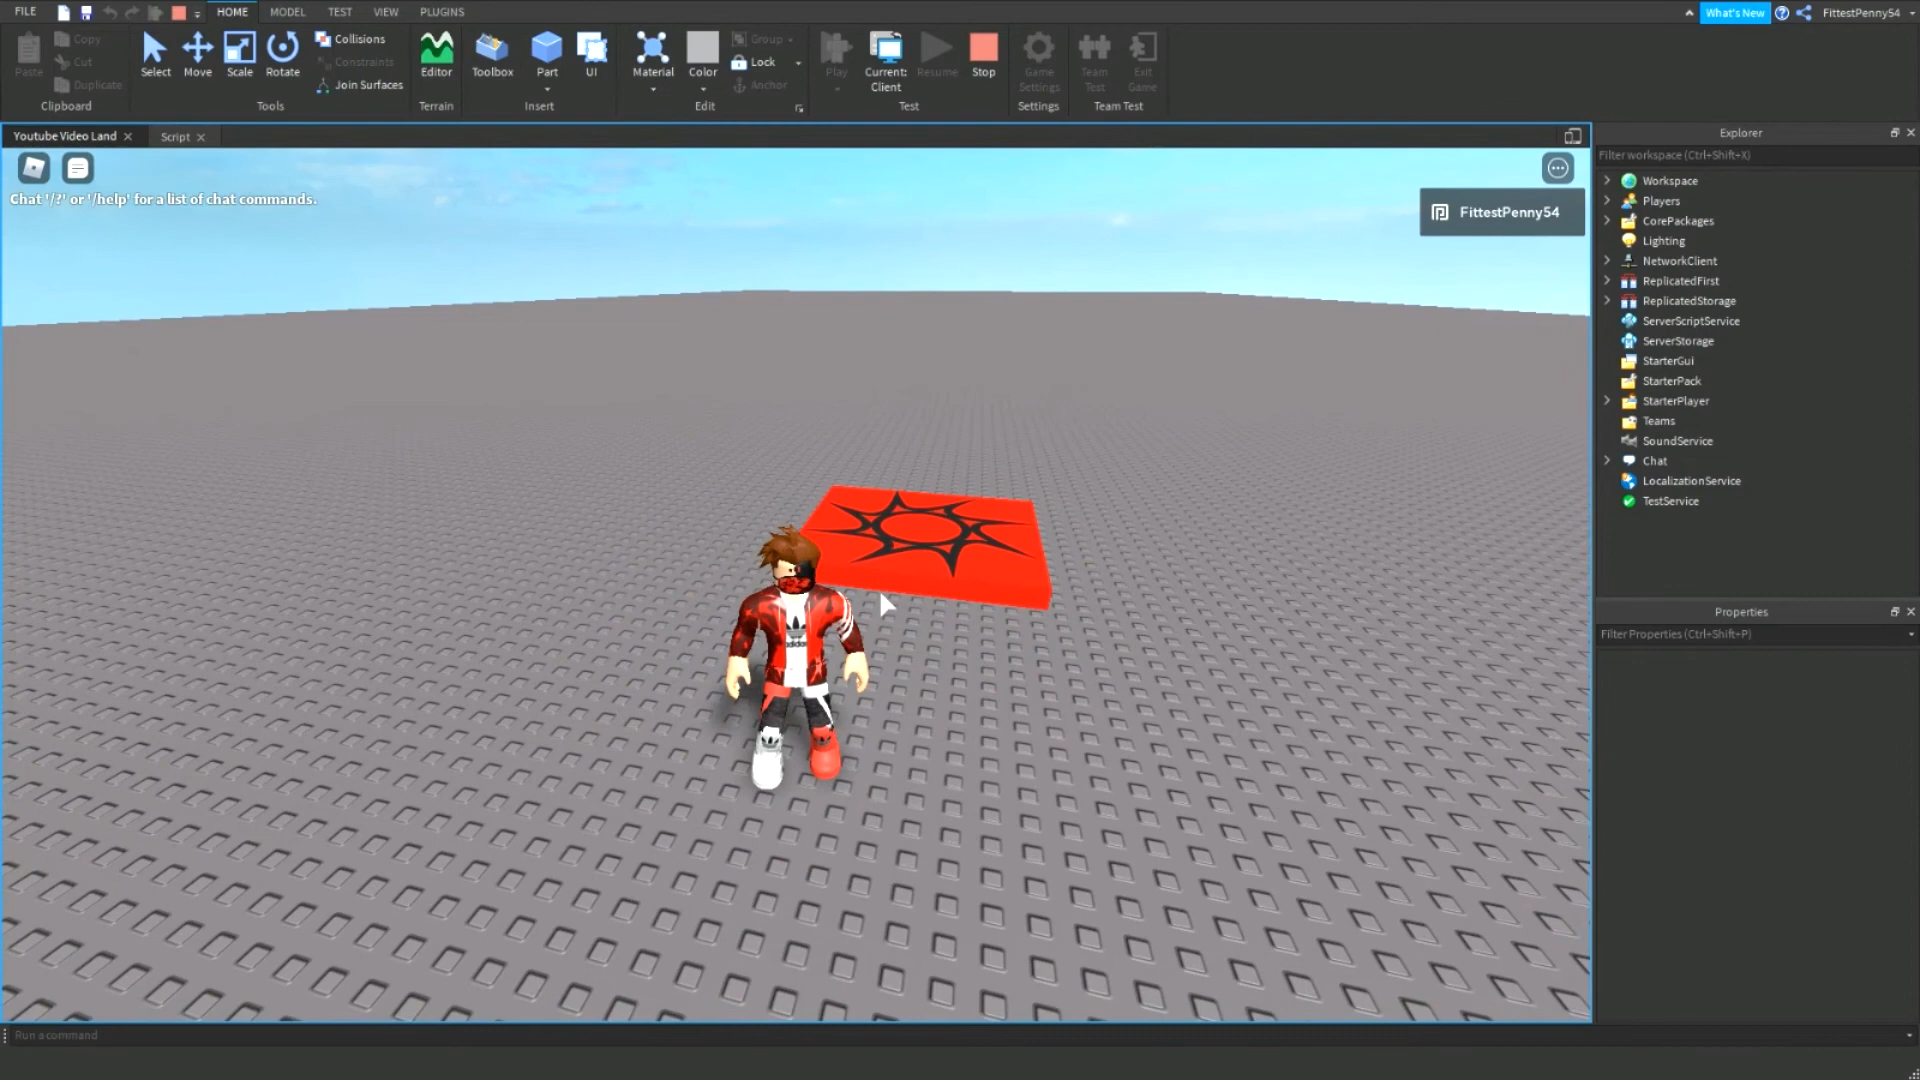 FILE HOME MODEL TEST VIEW PLUGINS What's New FittestPenny54
Paste Copy Cut Duplicate
Clipboard
Select Move Scale Rotate Collisions Constraints Join Surfaces
Tools
Editor
Terrain
Toolbox Part UI
Insert
Material Color Group Lock Anchor
Edit
Play Current: Client Resume Stop
Test
Game Settings
Settings
Team Test Exit Game
Team Test
Youtube Video Land Script
Chat '/?' or '/help' for a list of chat commands.
FittestPenny54
Explorer
Filter workspace (Ctrl+Shift+X)
Workspace
Players
CorePackages
Lighting
NetworkClient
ReplicatedFirst
ReplicatedStorage
ServerScriptService
ServerStorage
StarterGui
StarterPack
StarterPlayer
Teams
SoundService
Chat
LocalizationService
TestService
Properties
Filter Properties (Ctrl+Shift+P)
Run a command